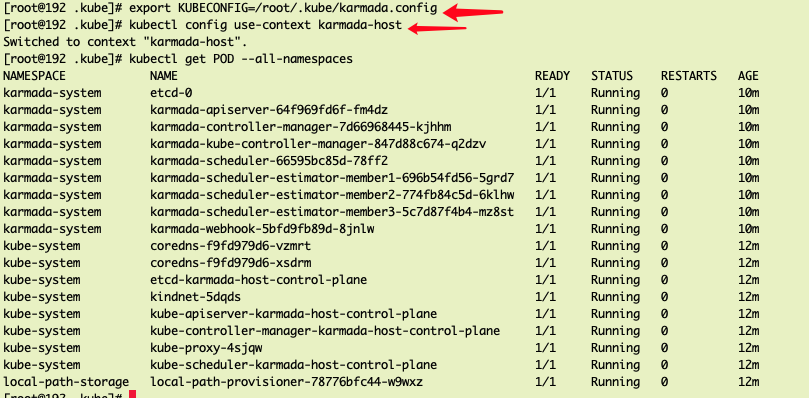 [root@192 .kube]# export KUBECONFIG=/root/.kube/karmada.config
[root@192 .kube]# kubectl config use-context karmada-host
Switched to context "karmada-host".
[root@192 .kube]# kubectl get POD --all-namespaces
NAMESPACE NAME READY STATUS RESTARTS AGE
karmada-system etcd-0 1/1 Running 0 10m
karmada-system karmada-apiserver-64f969fd6f-fm4dz 1/1 Running 0 10m
karmada-system karmada-controller-manager-7d66968445-kjhhm 1/1 Running 0 10m
karmada-system karmada-kube-controller-manager-847d88c674-q2dzv 1/1 Running 0 10m
karmada-system karmada-scheduler-66595bc85d-78ff2 1/1 Running 0 10m
karmada-system karmada-scheduler-estimator-member1-696b54fd56-5grd7 1/1 Running 0 10m
karmada-system karmada-scheduler-estimator-member2-774fb84c5d-6klhw 1/1 Running 0 10m
karmada-system karmada-scheduler-estimator-member3-5c7d87f4b4-mz8st 1/1 Running 0 10m
karmada-system karmada-webhook-5bfd9fb89d-8jnlw 1/1 Running 0 10m
kube-system coredns-f9fd979d6-vzmrt 1/1 Running 0 12m
kube-system coredns-f9fd979d6-xsdrm 1/1 Running 0 12m
kube-system etcd-karmada-host-control-plane 1/1 Running 0 12m
kube-system kindnet-5dqds 1/1 Running 0 12m
kube-system kube-apiserver-karmada-host-control-plane 1/1 Running 0 12m
kube-system kube-controller-manager-karmada-host-control-plane 1/1 Running 0 12m
kube-system kube-proxy-4sjqw 1/1 Running 0 12m
kube-system kube-scheduler-karmada-host-control-plane 1/1 Running 0 12m
local-path-storage local-path-provisioner-78776bfc44-w9wxz 1/1 Running 0 12m
[root@192 .kube]#